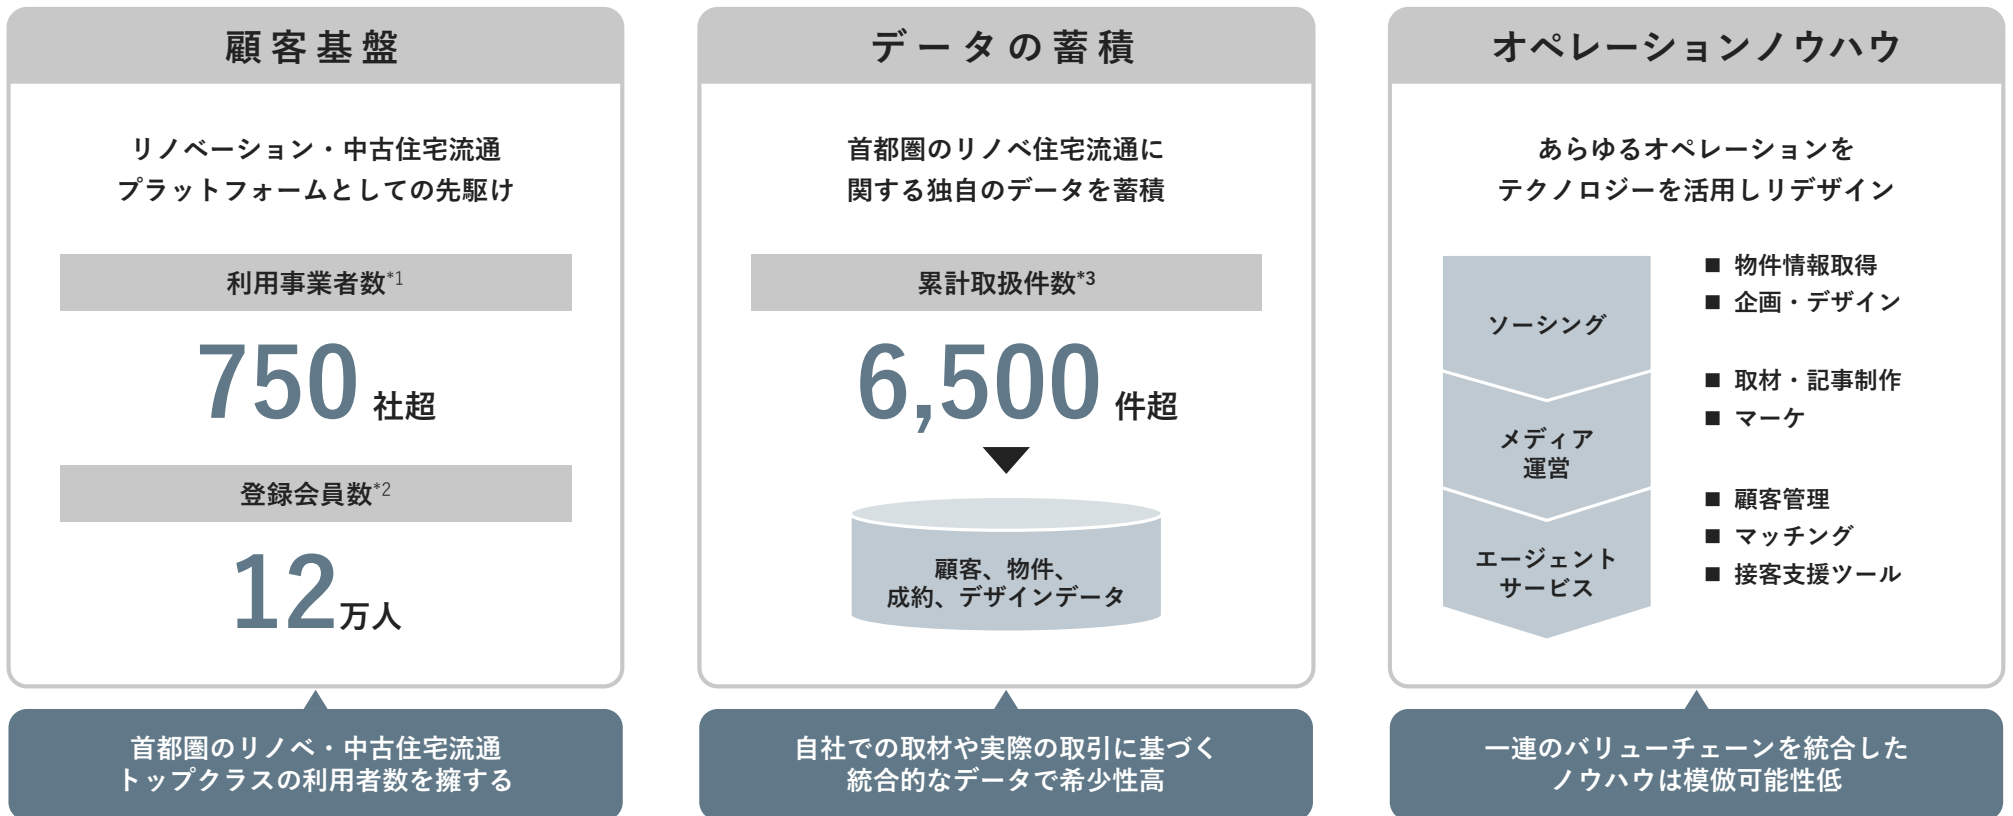 顧客基盤
リノベーション・中古住宅流通
プラットフォームとしての先駆け
利用事業者数*1
750 社超
登録会員数*2
12万人
首都圏のリノベ・中古住宅流通
トップクラスの利用者数を擁する
データの蓄積
首都圏のリノベ住宅流通に
関する独自のデータを蓄積
累計取扱件数*3
6,500 件超
顧客、物件、
成約、デザインデータ
自社での取材や実際の取引に基づく
統合的なデータで希少性高
オペレーションノウハウ
あらゆるオペレーションを
テクノロジーを活用しリデザイン
ソーシング
■ 物件情報取得
■ 企画・デザイン
メディア
運営
■ 取材・記事制作
■ マーケ
エージェント
サービス
■ 顧客管理
■ マッチング
■ 接客支援ツール
一連のバリューチェーンを統合した
ノウハウは模倣可能性低